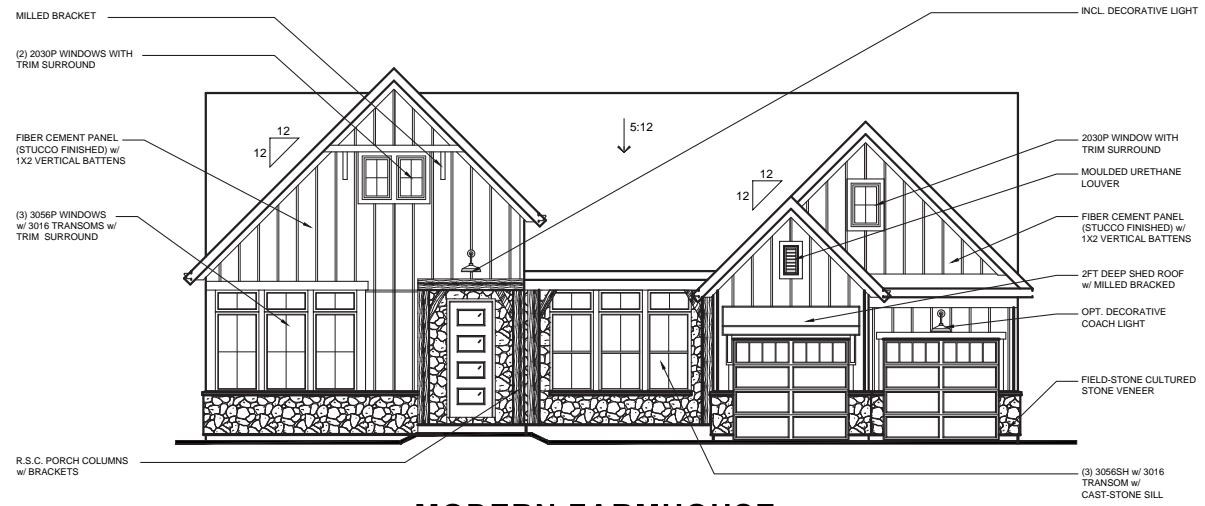 MILLED BRACKET
(2) 2030P WINDOWS WITH
TRIM SURROUND
FIBER CEMENT PANEL
(STUCCO FINISHED) w/
1X2 VERTICAL BATTENS
(3) 3056P WINDOWS
w/ 3016 TRANSOMS w/
TRIM SURROUND
R.S.C. PORCH COLUMNS
w/ BRACKETS
12
12
5:12
12
12
INCL. DECORATIVE LIGHT
2030P WINDOW WITH
TRIM SURROUND
MOULDED URETHANE
LOUVER
FIBER CEMENT PANEL
(STUCCO FINISHED) w/
1X2 VERTICAL BATTENS
2FT DEEP SHED ROOF
w/ MILLED BRACKED
OPT. DECORATIVE
COACH LIGHT
FIELD-STONE CULTURED
STONE VENEER
(3) 3056SH w/ 3016
TRANSOM w/
CAST-STONE SILL
MODERN FARMHOUSE